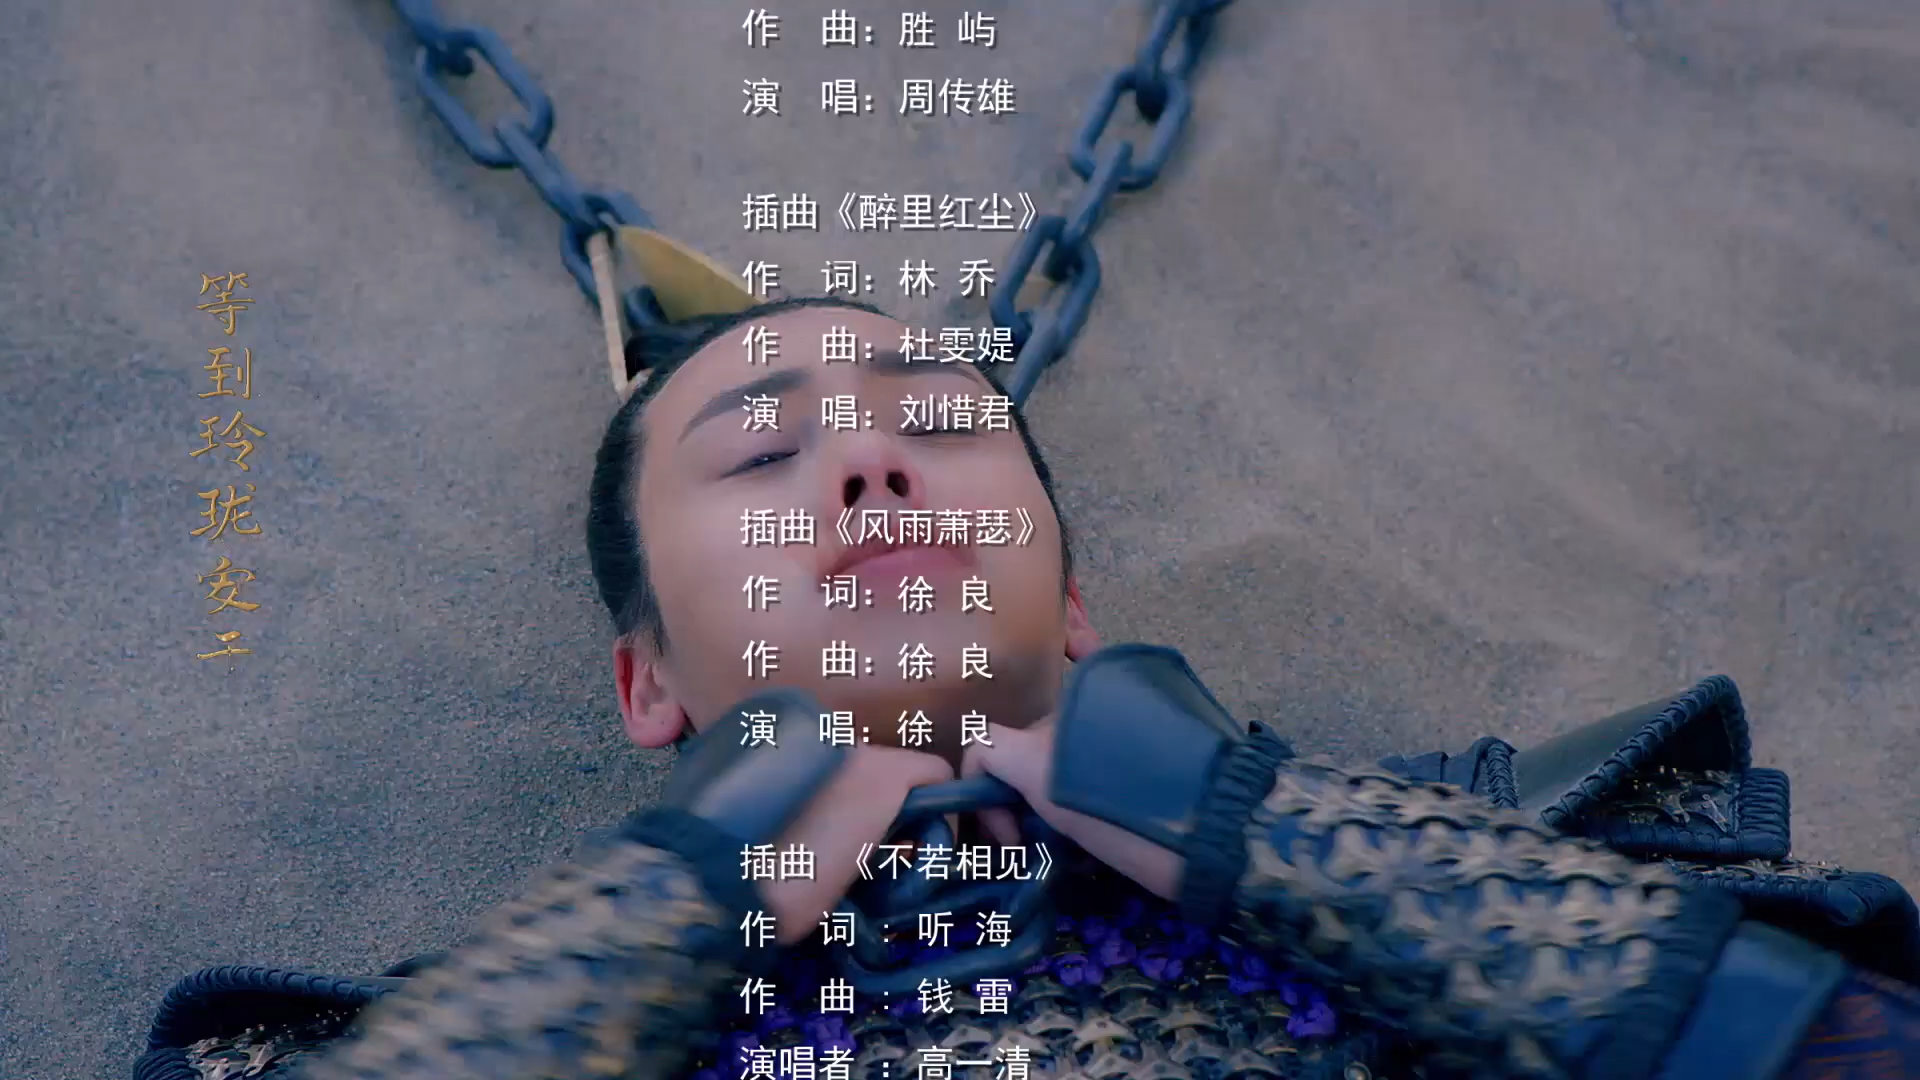 作 曲：胜 屿
演 唱：周传雄
插曲《醉里红尘》
作 词：林 乔
作 曲：杜雯媞
演 唱：刘惜君
插曲《风雨萧瑟》
作 词：徐 良
作 曲：徐 良
演 唱：徐 良
插曲 《不若相见》
作 词 ：听 海
作 曲 ：钱 雷
演唱者 ：高一清
等到玲珑安